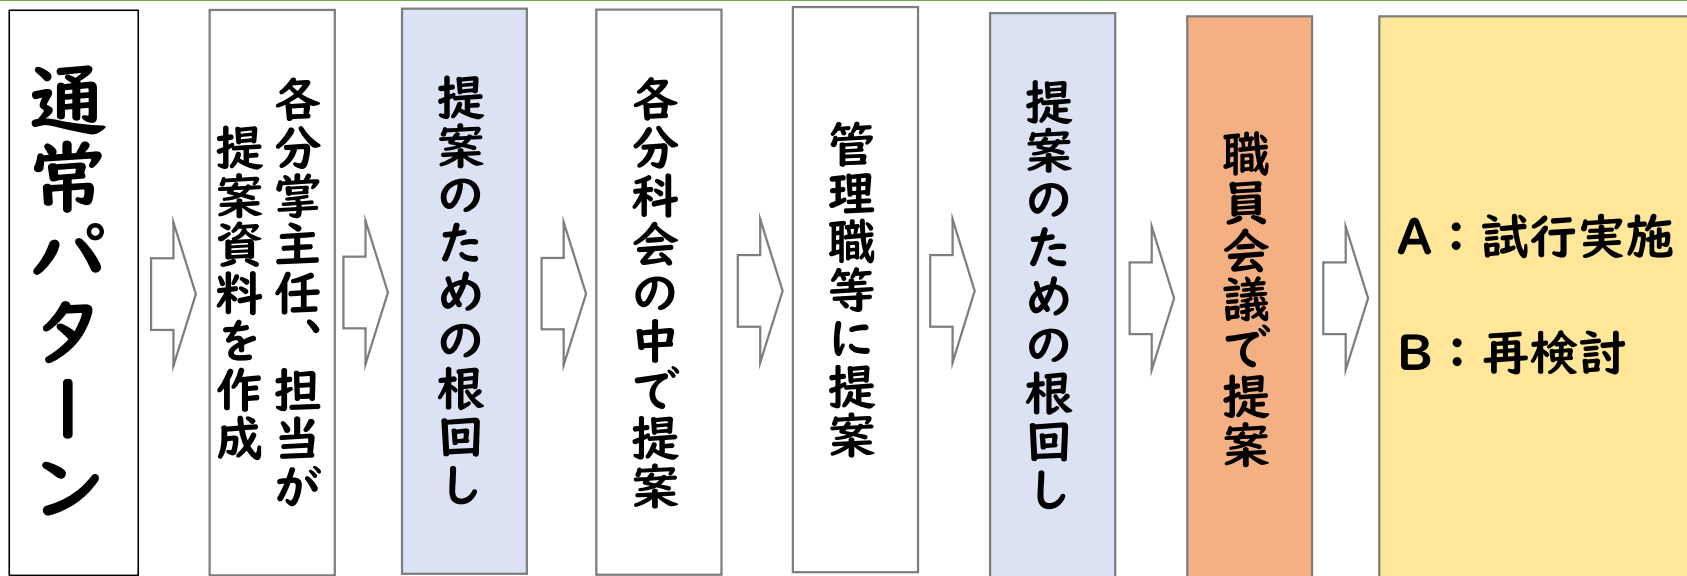 通常パターン
各分掌主任、担当が
提案資料を作成
提案のための根回し
各分科会の中で提案
管理職等に提案
提案のための根回し
職員会議で提案
A：試行実施
B：再検討